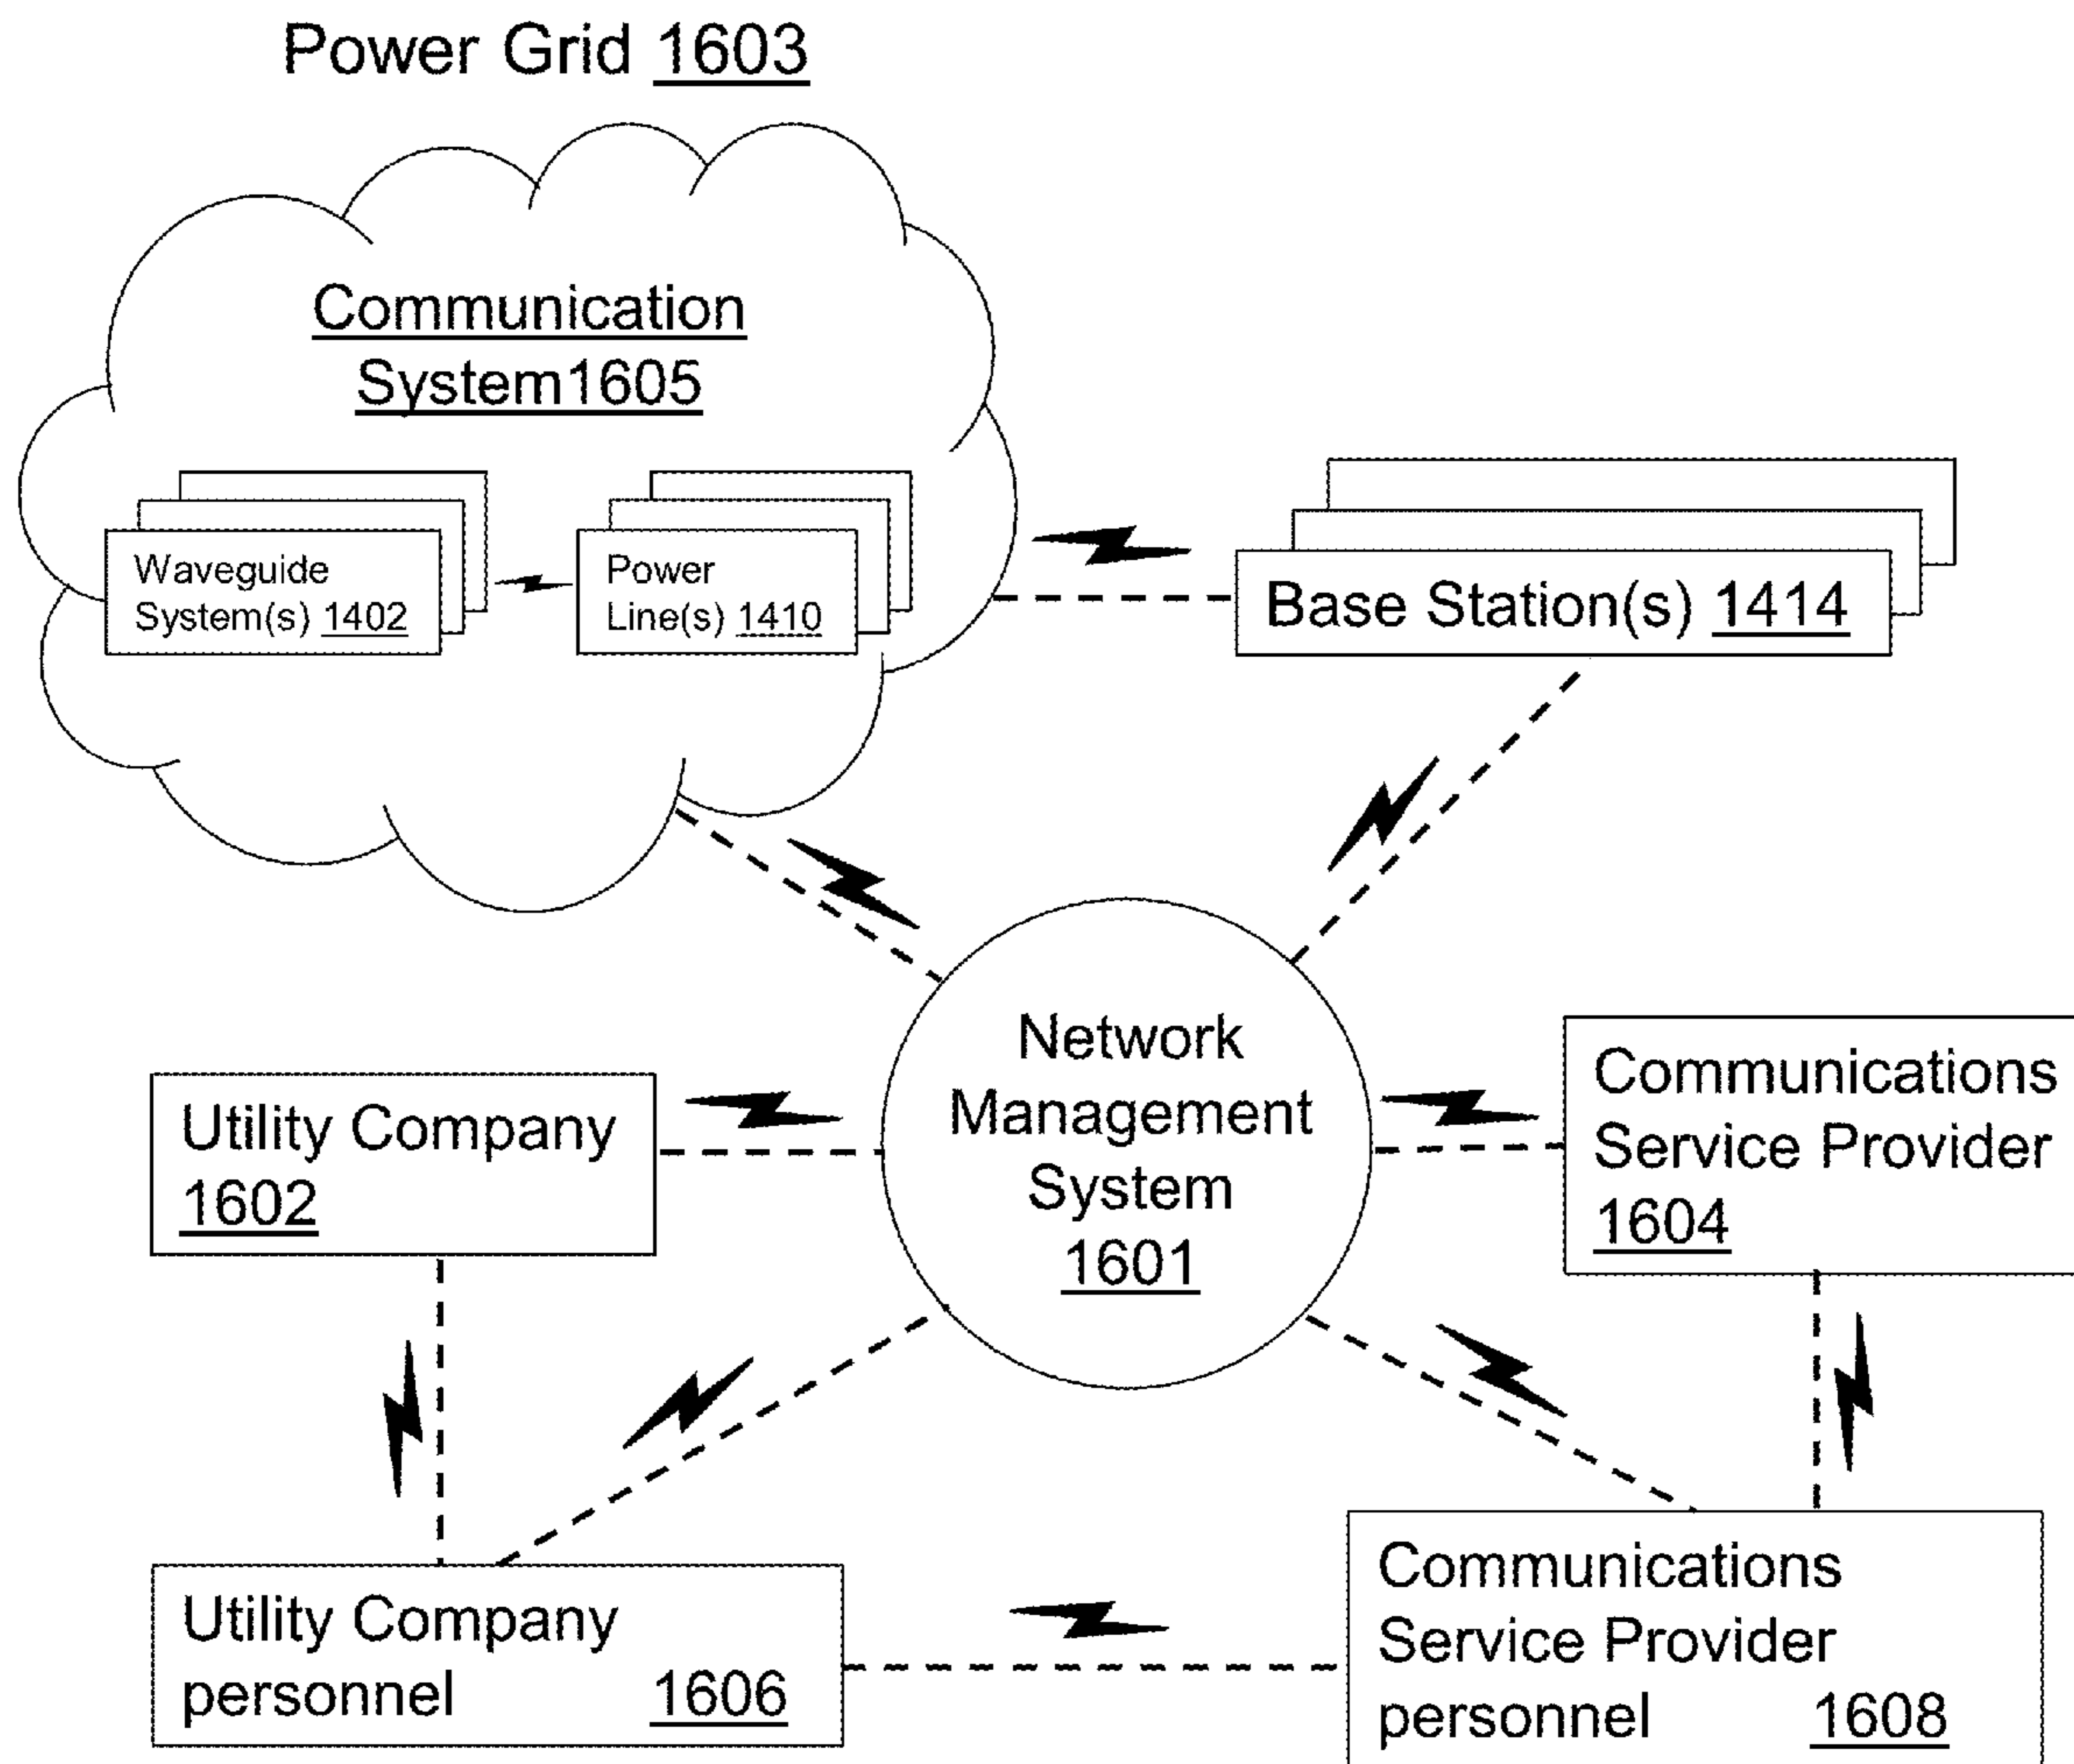 Power Grid 1603
Communication
System1605
Waveguide
System(s) 1402
Power
Line(s) 1410
Base Station(s) 1414
Network
Management
System
1601
Utility Company
1602
Communications
Service Provider
1604
Utility Company
personnel 1606
Communications
Service Provider
personnel 1608